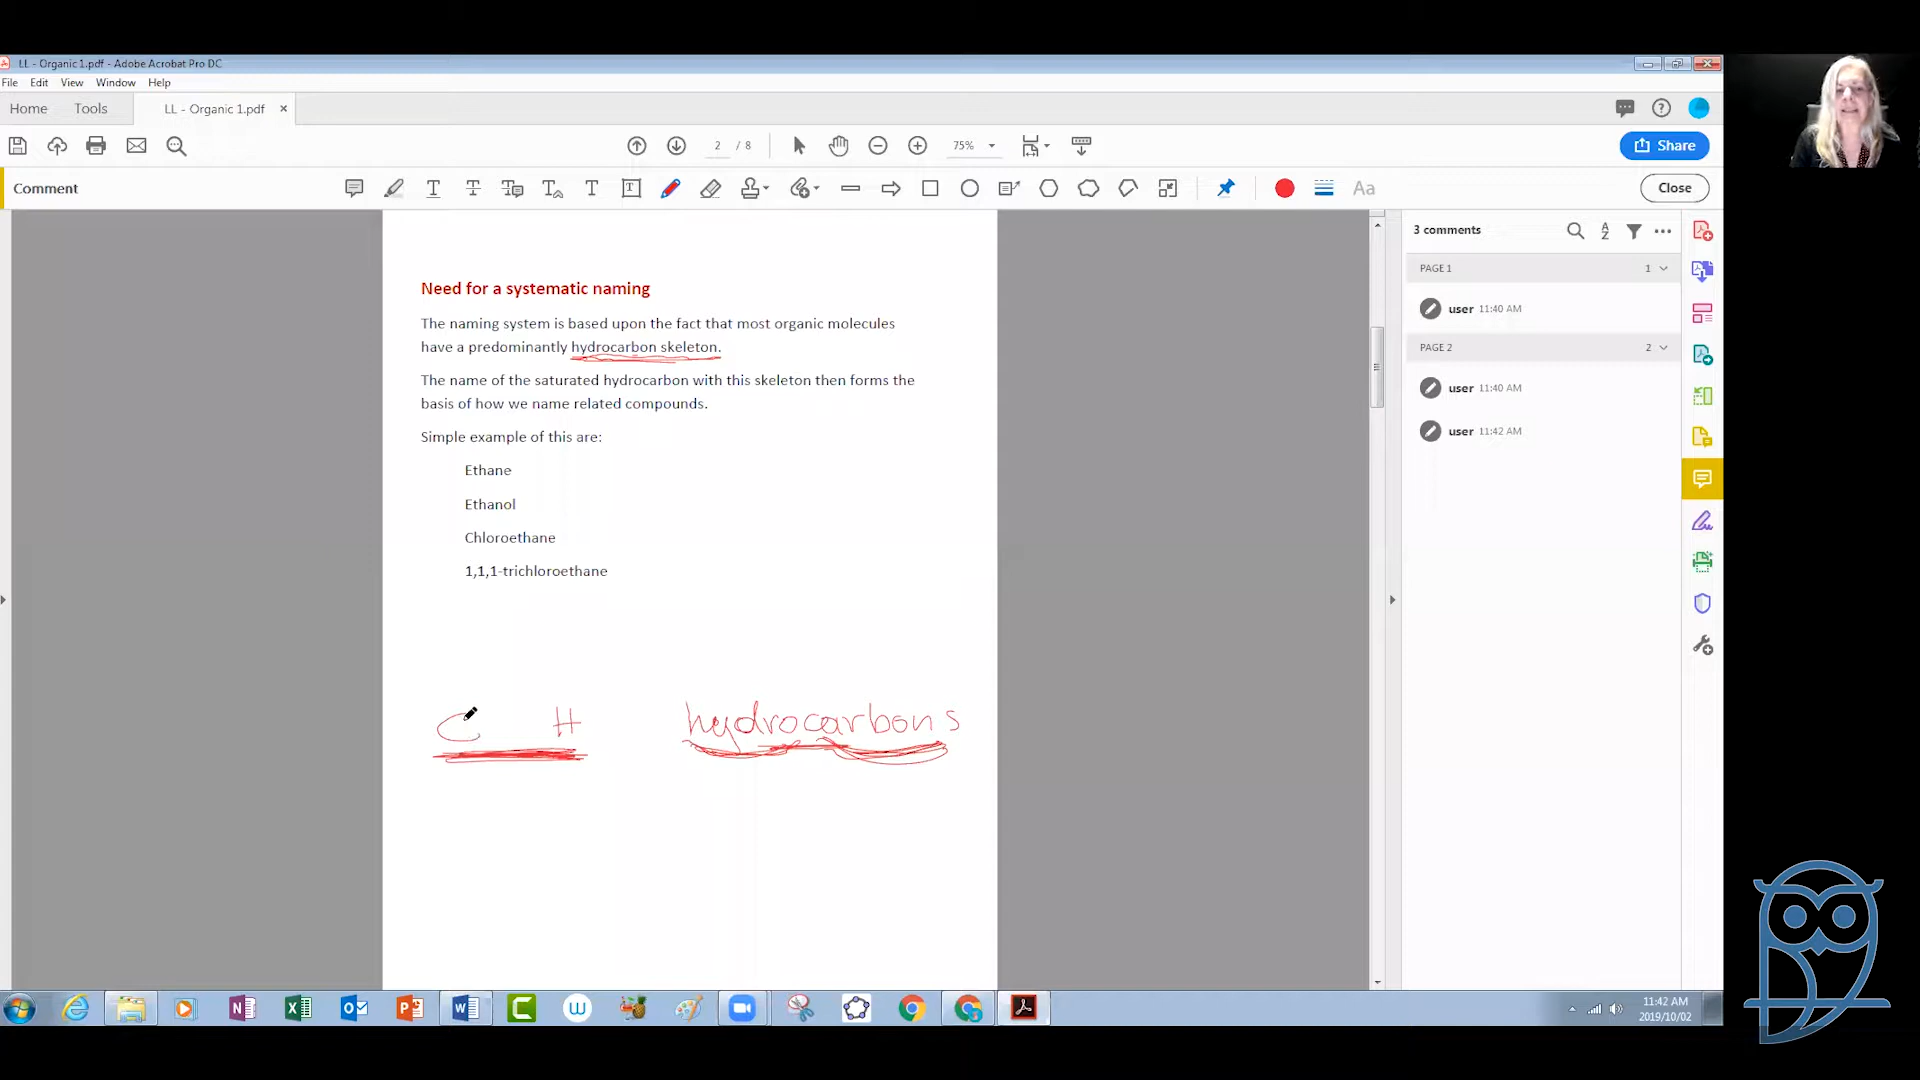 LL - Organic 1.pdf - Adobe Acrobat Pro DC
File Edit View Window Help
Home Tools LL - Organic 1.pdf ×
2 / 8 75% Share
Comment Aa Close
3 comments
PAGE 1 1
user 11:40 AM
PAGE 2 2
user 11:40 AM
user 11:42 AM
Need for a systematic naming
The naming system is based upon the fact that most organic molecules
have a predominantly hydrocarbon skeleton.
The name of the saturated hydrocarbon with this skeleton then forms the
basis of how we name related compounds.
Simple example of this are:
Ethane
Ethanol
Chloroethane
1,1,1-trichloroethane
C H hydrocarbons
11:42 AM
2019/10/02